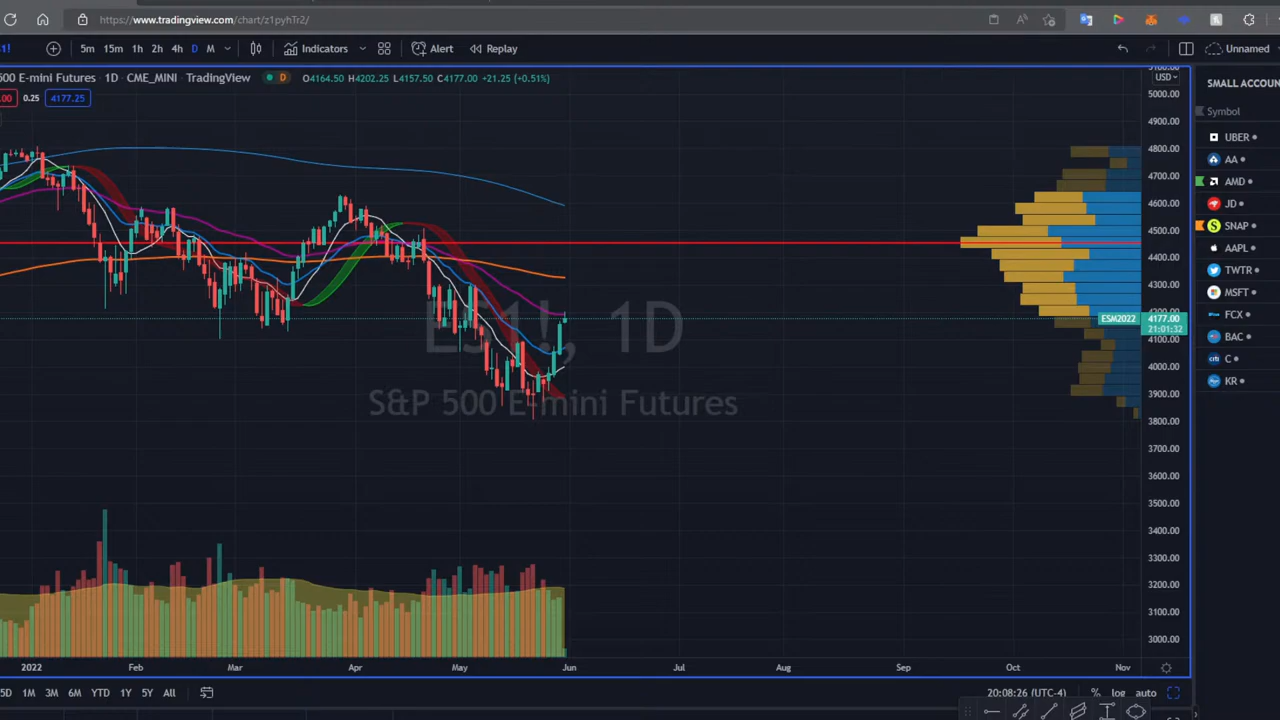 https://www.tradingview.com/chart/z1pyhTr2/
1! 5m 15m 1h 2h 4h D M Indicators Alert Replay Unnamed
500 E-mini Futures · 1D · CME_MINI · TradingView D O4164.50 H4202.25 L4157.50 C4177.00 +21.25 (+0.51%)
.00 0.25 4177.25
USD
5000.00
4900.00
4800.00
4700.00
4600.00
4500.00
4400.00
4300.00
4200.00
ESM2022 4177.00
21:01:32
4000.00
3900.00
3800.00
3700.00
3600.00
3500.00
3400.00
3300.00
3200.00
3100.00
3000.00
ES1!, 1D
S&P 500 E-mini Futures
2022 Feb Mar Apr May Jun Jul Aug Sep Oct Nov
5D 1M 3M 6M YTD 1Y 5Y All 20:08:26 (UTC-4) % log auto
SMALL ACCOUN
Symbol
UBER
AA
AMD
JD
SNAP
AAPL
TWTR
MSFT
FCX
BAC
citi C
KR